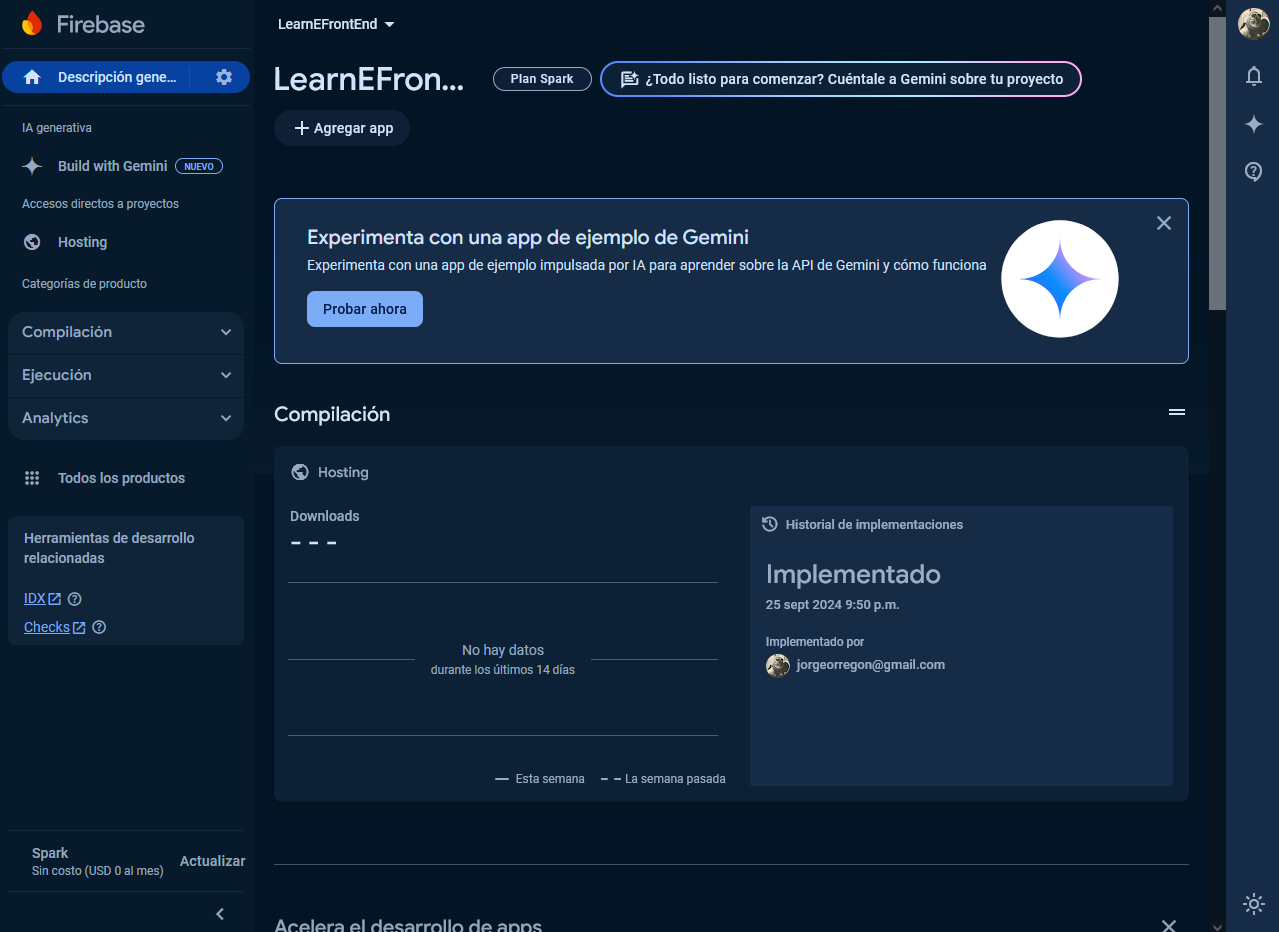 Firebase
LearnEFrontEnd
Descripción gene...
LearnEFron...
Plan Spark
¿Todo listo para comenzar? Cuéntale a Gemini sobre tu proyecto
Agregar app
IA generativa
Build with Gemini
NUEVO
Accesos directos a proyectos
Hosting
Categorías de producto
Compilación
Ejecución
Analytics
Todos los productos
Herramientas de desarrollo
relacionadas
IDX
Checks
Spark
Sin costo (USD 0 al mes)
Actualizar
Experimenta con una app de ejemplo de Gemini
Experimenta con una app de ejemplo impulsada por IA para aprender sobre la API de Gemini y cómo funciona
Probar ahora
Compilación
Hosting
Downloads
- - -
No hay datos
durante los últimos 14 días
Esta semana
La semana pasada
Historial de implementaciones
Implementado
25 sept 2024 9:50 p.m.
Implementado por
jorgeorregon@gmail.com
Acelera el desarrollo de apps